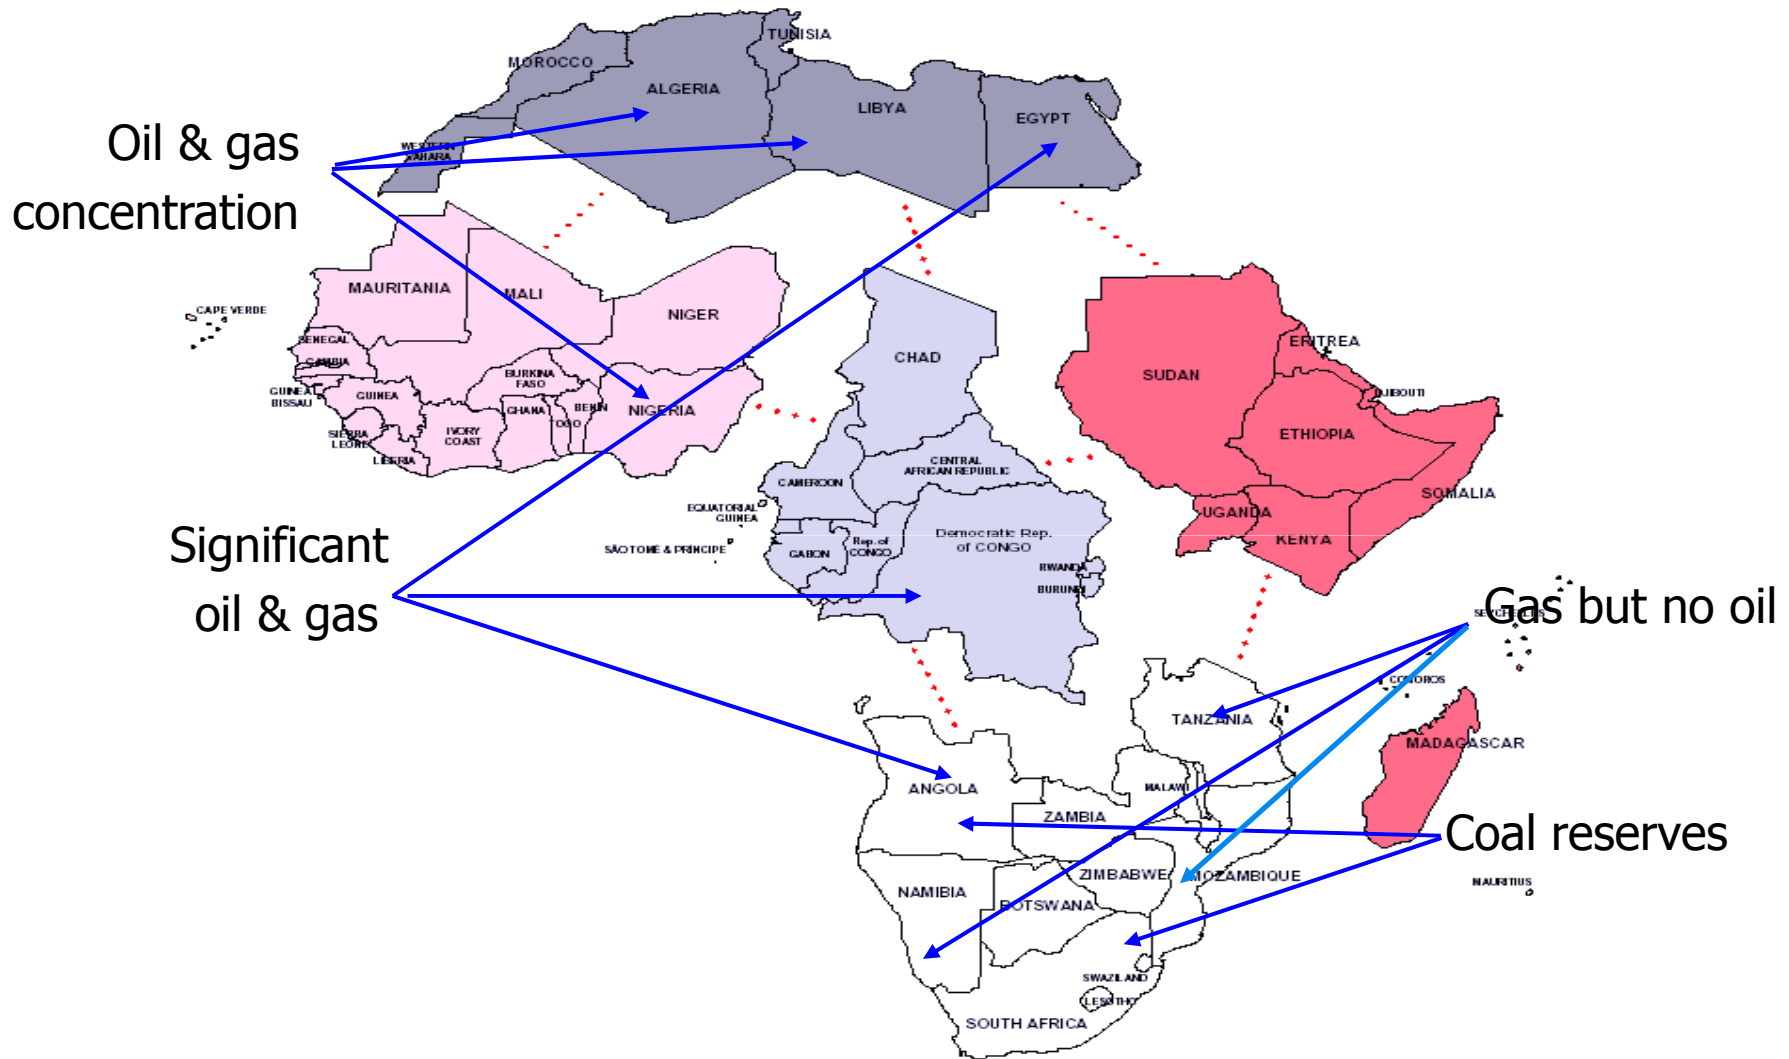 TUNISIA
MOROCCO
ALGERIA
LIBYA
EGYPT
WESTERN
SAHARA
Oil & gas
concentration
MAURITANIA
MALI
NIGER
CAPE VERDE
SENEGAL
GAMBIA
GUINEA
BISSAU
GUINEA
SIERRA
LEONE
LIBERIA
IVORY
COAST
BURKINA
FASO
GHANA
TOGO
BENIN
NIGERIA
CHAD
SUDAN
ERITREA
DJIBOUTI
ETHIOPIA
SOMALIA
UGANDA
KENYA
CENTRAL
AFRICAN REPUBLIC
CAMEROON
EQUATORIAL
GUINEA
SÃO TOMÉ & PRÍNCIPE
GABON
Rep. of
CONGO
Democratic Rep.
of CONGO
RWANDA
BURUNDI
Significant
oil & gas
Gas but no oil
SEYCHELLES
COMOROS
TANZANIA
MADAGASCAR
ANGOLA
ZAMBIA
MALAWI
Coal reserves
ZIMBABWE
MOZAMBIQUE
MAURITIUS
NAMIBIA
BOTSWANA
SWAZILAND
LESOTHO
SOUTH AFRICA